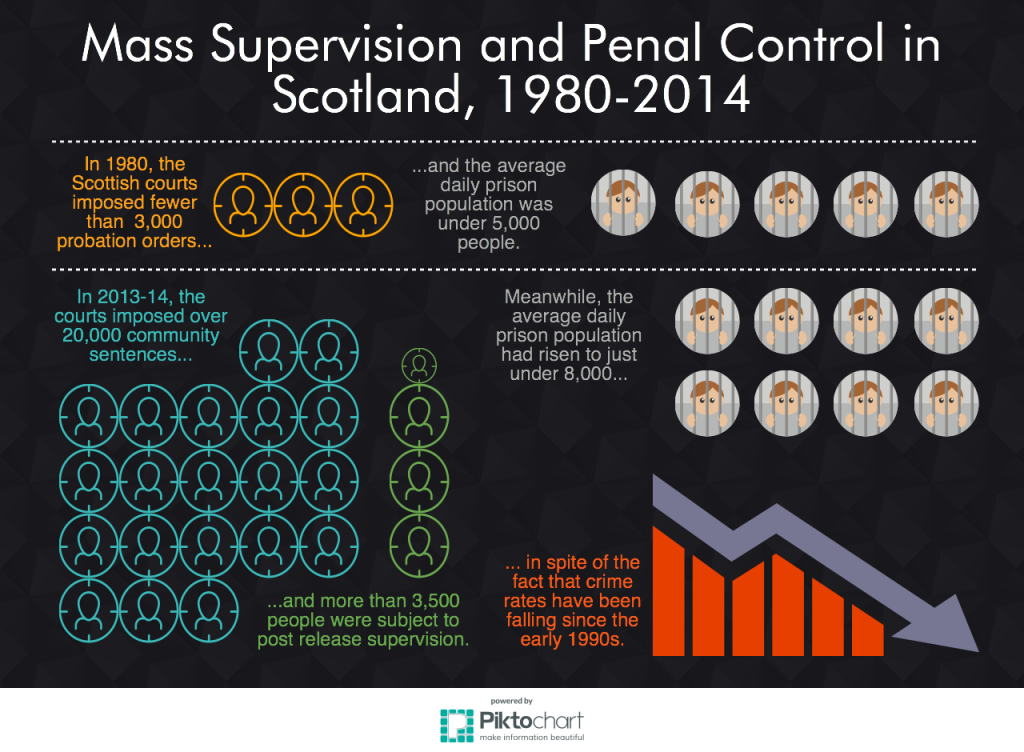 Mass Supervision and Penal Control in
Scotland, 1980-2014
In 1980, the
Scottish courts
imposed fewer
than 3,000
probation orders...
...and the average
daily prison
population was
under 5,000
people.
In 2013-14, the
courts imposed over
20,000 community
sentences...
Meanwhile, the
average daily
prison population
had risen to just
under 8,000...
...and more than 3,500
people were subject to
post release supervision.
... in spite of the
fact that crime
rates have been
falling since the
early 1990s.
powered by
Piktochart
make information beautiful